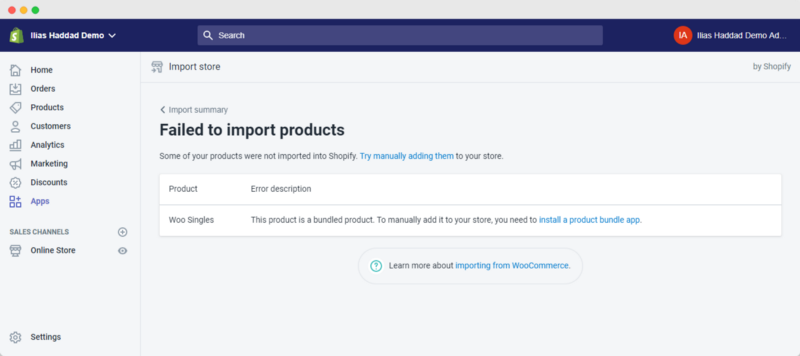 Ilias Haddad Demo
Search
IA
Ilias Haddad Demo Ad...
Home
Orders
Products
Customers
Analytics
Marketing
Discounts
Apps
SALES CHANNELS
Online Store
Settings
Import store
by Shopify
Import summary
Failed to import products
Some of your products were not imported into Shopify. Try manually adding them to your store.
Product Error description
Woo Singles This product is a bundled product. To manually add it to your store, you need to install a product bundle app.
Learn more about importing from WooCommerce.